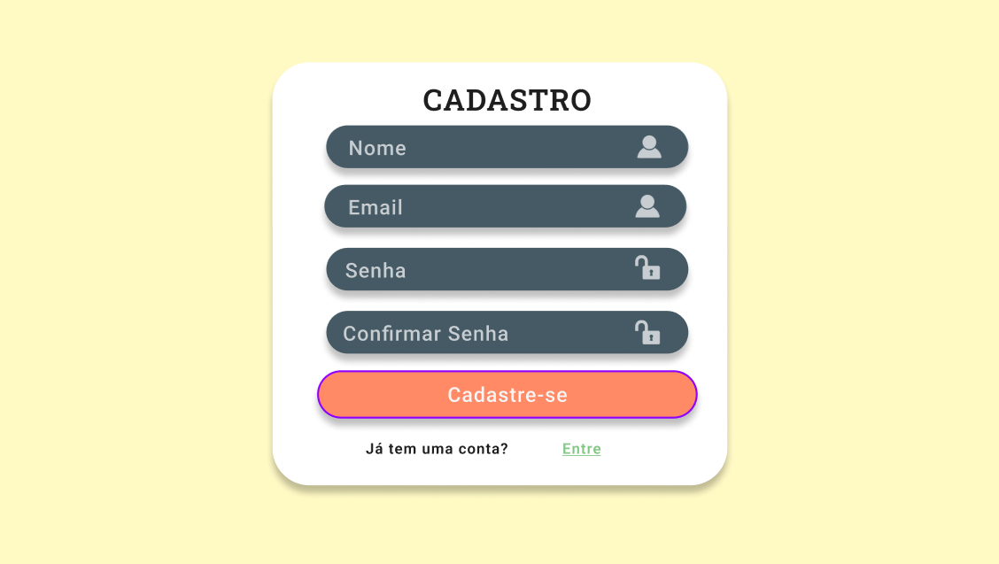 CADASTRO
Nome
Email
Senha
Confirmar Senha
Cadastre-se
Já tem uma conta? Entre